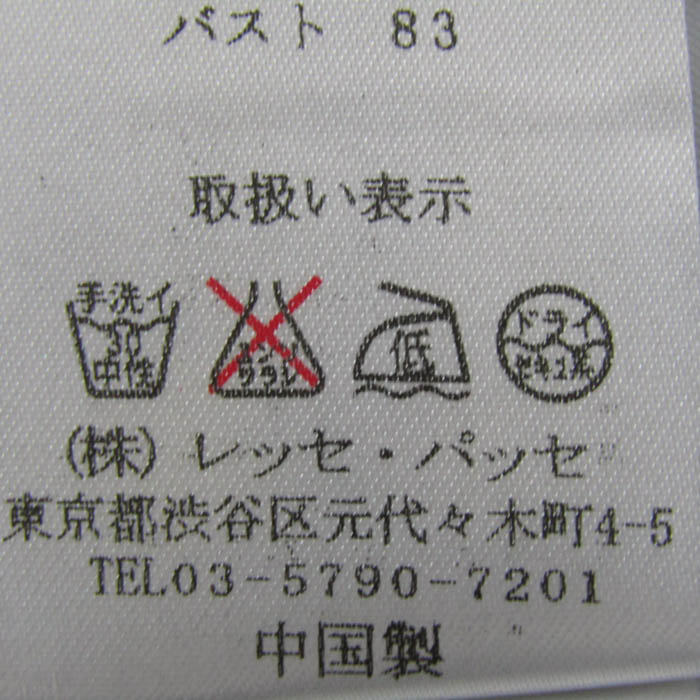 バスト 83
取扱い表示
手洗イ 30 中性 エンソ サラシ 低 ドライ セキユ系
(株) レッセ・パッセ
東京都渋谷区元代々木町4-5
TEL03-5790-7201
中国製